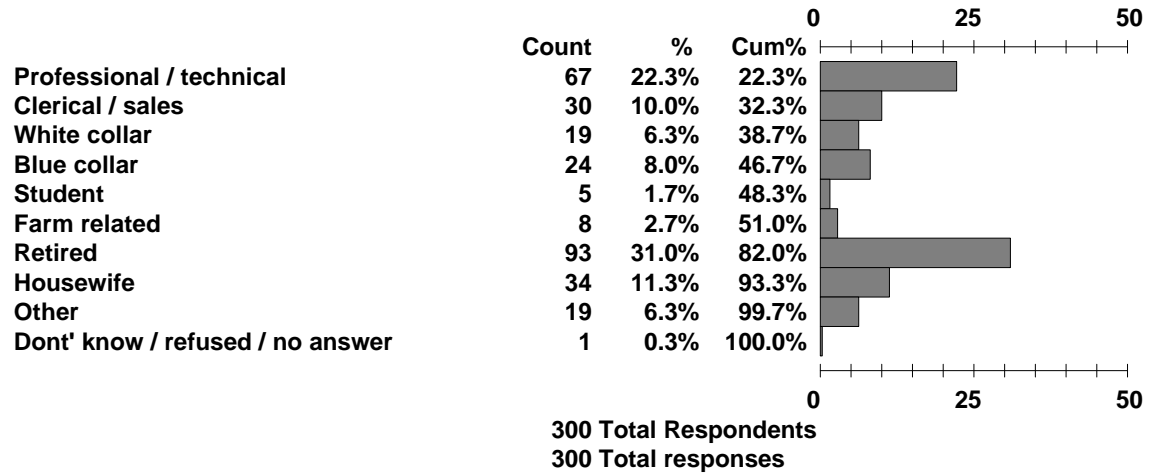 0 25 50
Count % Cum%
Professional / technical 67 22.3% 22.3%
Clerical / sales 30 10.0% 32.3%
White collar 19 6.3% 38.7%
Blue collar 24 8.0% 46.7%
Student 5 1.7% 48.3%
Farm related 8 2.7% 51.0%
Retired 93 31.0% 82.0%
Housewife 34 11.3% 93.3%
Other 19 6.3% 99.7%
Dont' know / refused / no answer 1 0.3% 100.0%
0 25 50
300 Total Respondents
300 Total responses